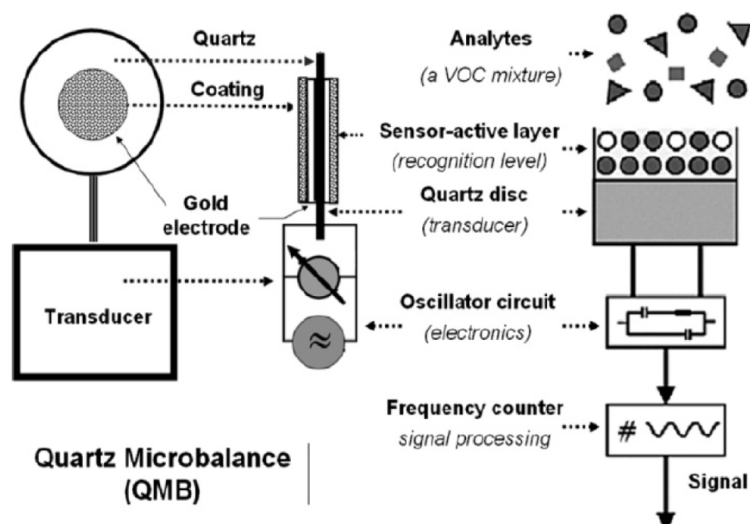 Quartz
Coating
Gold
electrode
Transducer
Quartz Microbalance
(QMB)
≈
Analytes
(a VOC mixture)
Sensor-active layer
(recognition level)
Quartz disc
(transducer)
Oscillator circuit
(electronics)
Frequency counter
signal processing
#
Signal